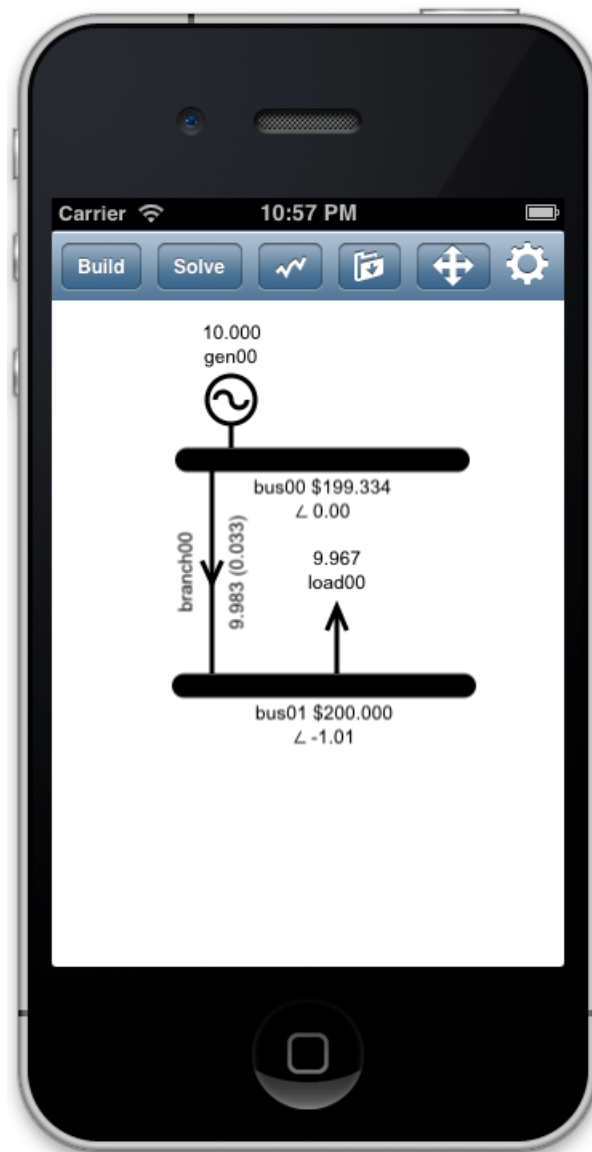 Carrier 10:57 PM
Build Solve
10.000
gen00
bus00 $199.334
∠ 0.00
branch00
9.983 (0.033)
9.967
load00
bus01 $200.000
∠ -1.01